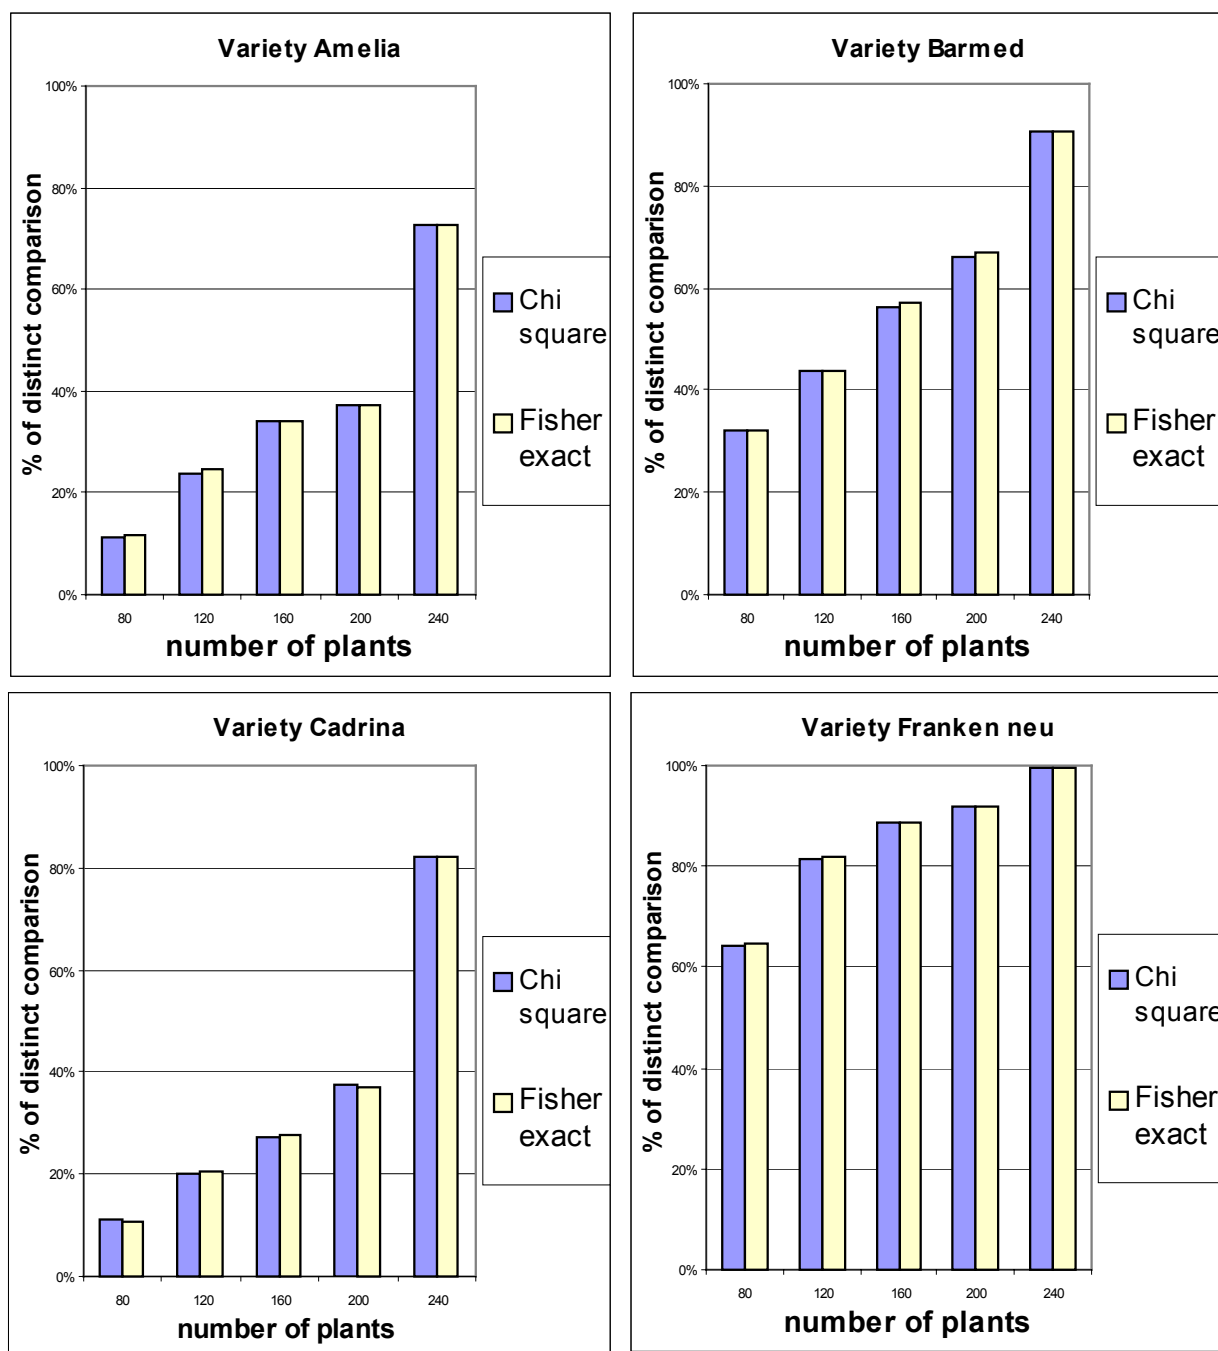 Variety Amelia
% of distinct comparison
100%
80%
60%
40%
20%
0%
80 120 160 200 240
number of plants
Chi
square
Fisher
exact
Variety Barmed
% of distinct comparison
100%
80%
60%
40%
20%
0%
80 120 160 200 240
number of plants
Chi
square
Fisher
exact
Variety Cadrina
% of distinct comparison
100%
80%
60%
40%
20%
0%
80 120 160 200 240
number of plants
Chi
square
Fisher
exact
Variety Franken neu
% of distinct comparison
100%
80%
60%
40%
20%
0%
80 120 160 200 240
number of plants
Chi
square
Fisher
exact